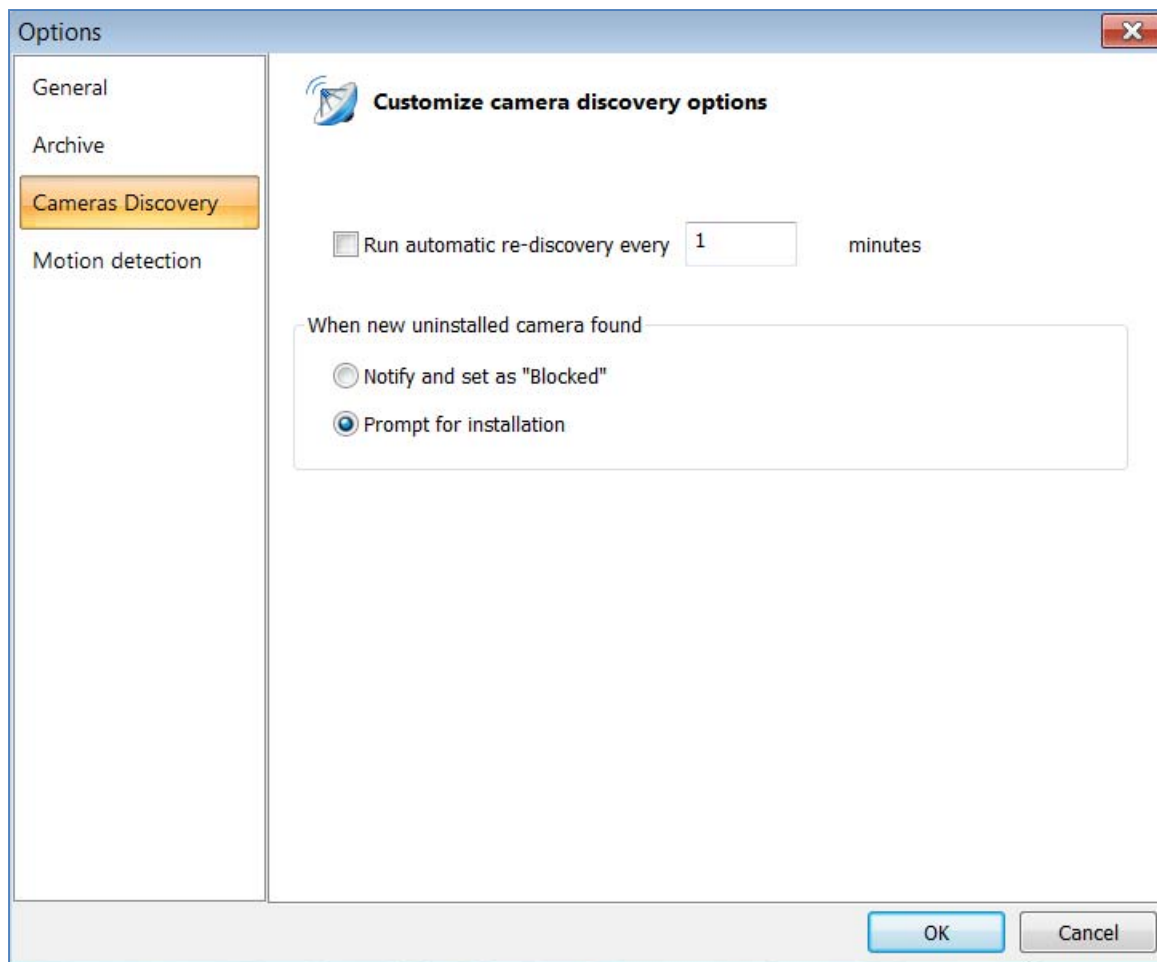 Options
General
Archive
Cameras Discovery
Motion detection
Customize camera discovery options
Run automatic re-discovery every 1 minutes
When new uninstalled camera found
Notify and set as "Blocked"
Prompt for installation
OK Cancel